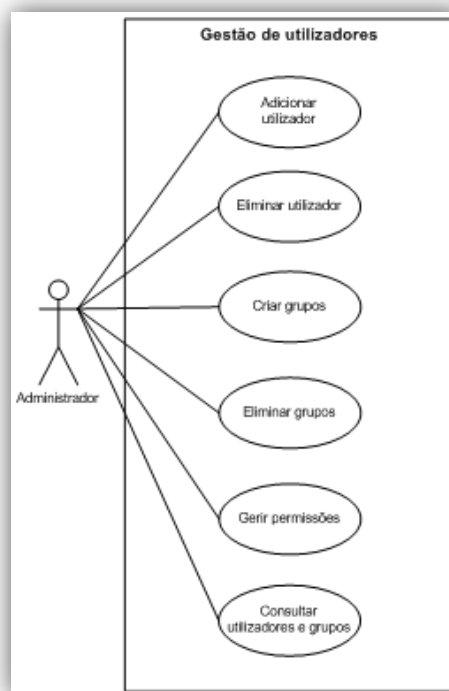 Gestão de utilizadores
Adicionar
utilizador
Eliminar utilizador
Criar grupos
Administrador
Eliminar grupos
Gerir permissões
Consultar
utilizadores e grupos